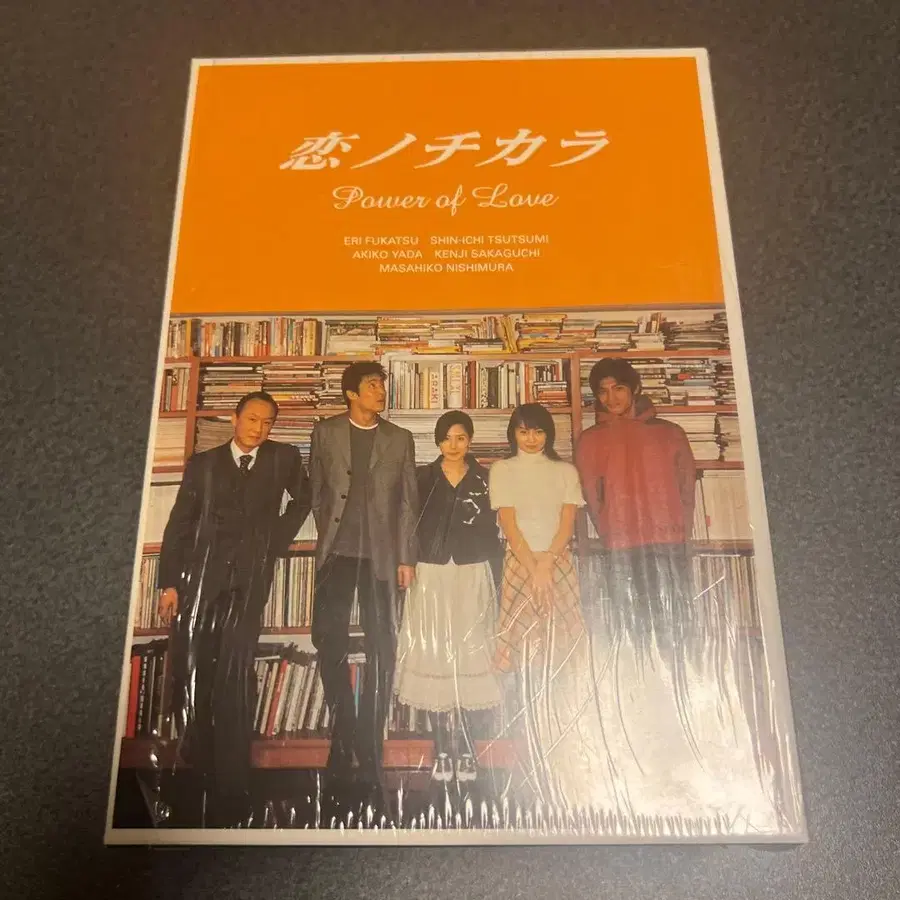 恋ノチカラ
Power of Love
ERI FUKATSU SHIN-ICHI TSUTSUMI
AKIKO YADA KENJI SAKAGUCHI
MASAHIKO NISHIMURA